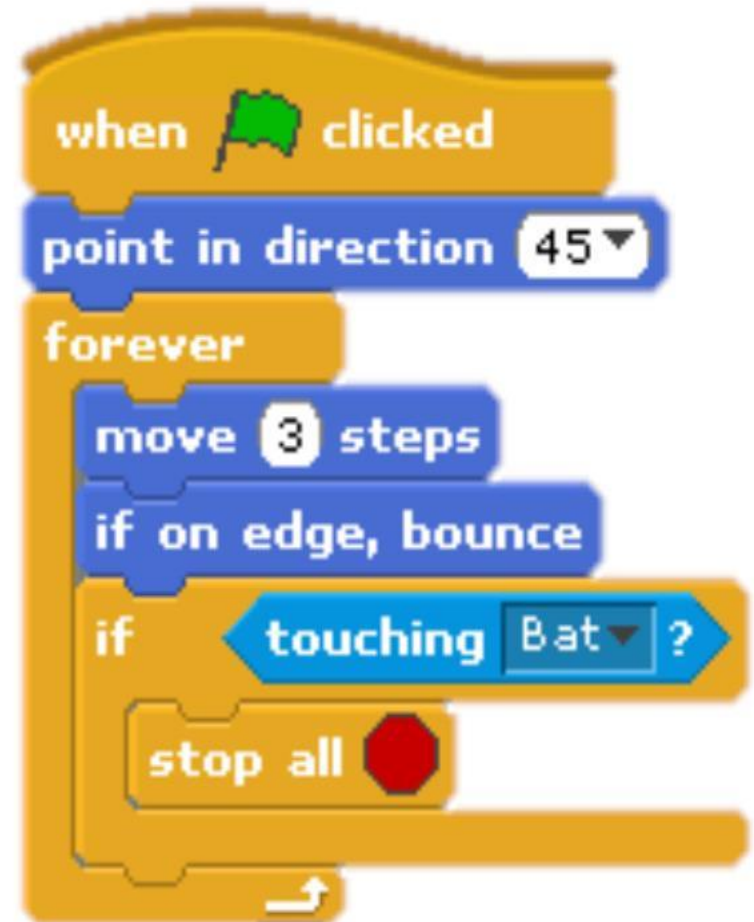 when clicked
point in direction 45
forever
move 3 steps
if on edge, bounce
if touching Bat ?
stop all